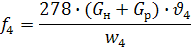 f₄ = 278 · (Gн + Gр) · ϑ₄ / w₄